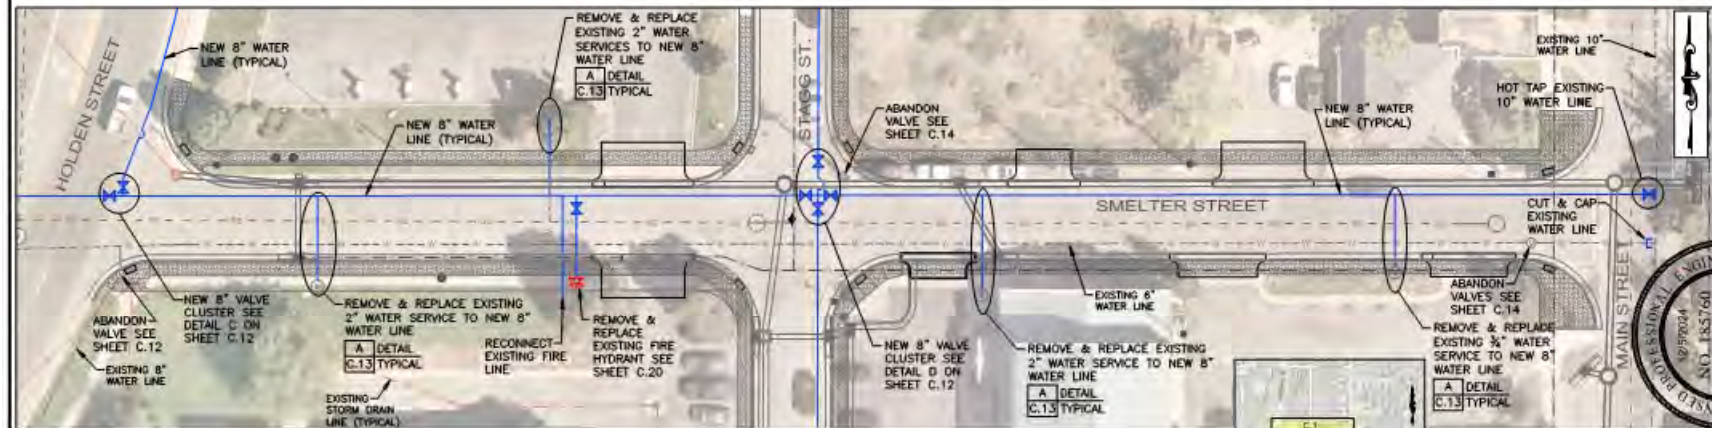 HOLDEN STREET
NEW 8" WATER
LINE (TYPICAL)
NEW 8" WATER
LINE (TYPICAL)
REMOVE & REPLACE
EXISTING 2" WATER
SERVICES TO NEW 8"
WATER LINE
A DETAIL
C.13 TYPICAL
STAGG ST.
ABANDON
VALVE SEE
SHEET C.14
NEW 8" WATER
LINE (TYPICAL)
EXISTING 10"
WATER LINE
HOT TAP EXISTING
10" WATER LINE
SMELTER STREET
CUT & CAP
EXISTING
WATER LINE
MAIN STREET
ABANDON
VALVE SEE
SHEET C.12
EXISTING 8"
WATER LINE
NEW 8" VALVE
CLUSTER SEE
DETAIL C ON
SHEET C.12
REMOVE & REPLACE EXISTING
2" WATER SERVICE TO NEW 8"
WATER LINE
A DETAIL
C.13 TYPICAL
EXISTING
STORM DRAIN
LINE (TYPICAL)
RECONNECT
EXISTING FIRE
LINE
REMOVE &
REPLACE
EXISTING FIRE
HYDRANT SEE
SHEET C.20
NEW 8" VALVE
CLUSTER SEE
DETAIL D ON
SHEET C.12
REMOVE & REPLACE EXISTING
2" WATER SERVICE TO NEW 8"
WATER LINE
A DETAIL
C.13 TYPICAL
EXISTING 6"
WATER LINE
ABANDON
VALVES SEE
SHEET C.14
REMOVE & REPLACE
EXISTING ¾" WATER
SERVICE TO NEW 8"
WATER LINE
A DETAIL
C.13 TYPICAL
PROFESSIONAL
12/5/2024